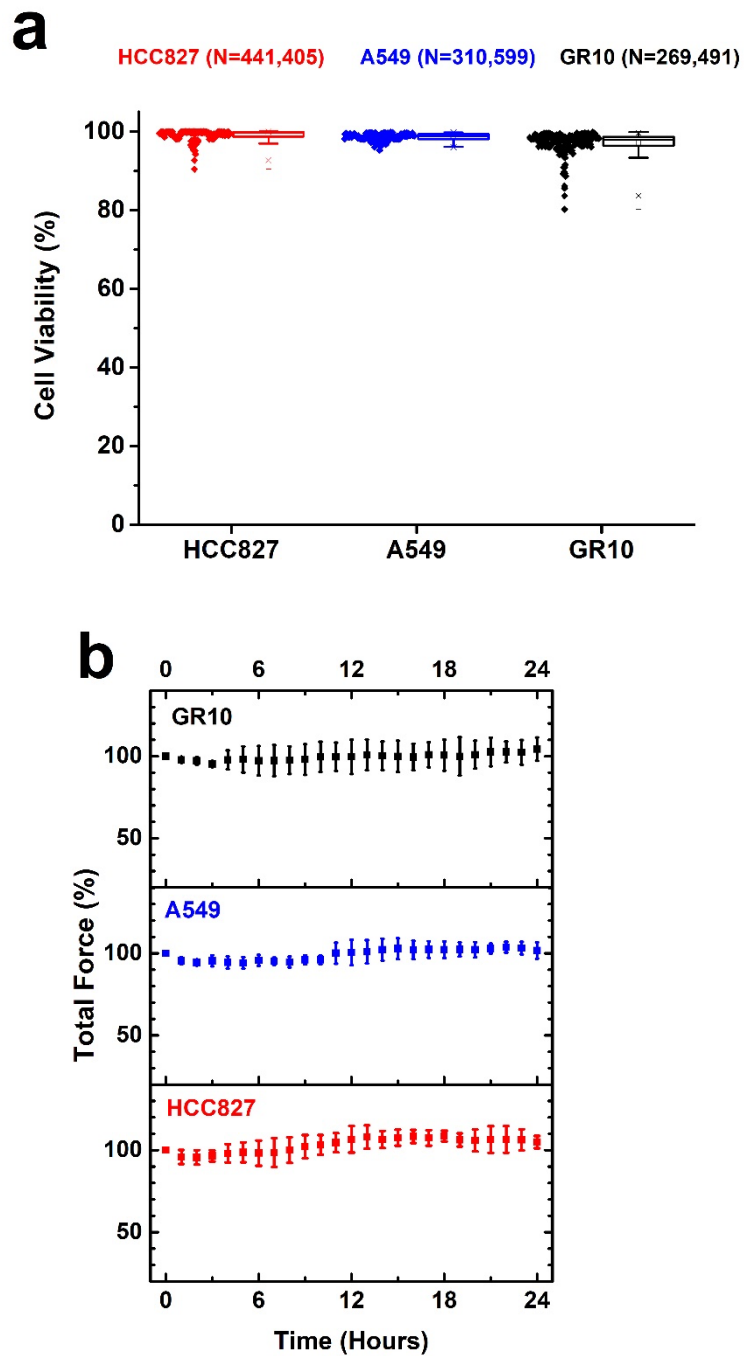 a
HCC827 (N=441,405) A549 (N=310,599) GR10 (N=269,491)
100
80
60
40
20
0
Cell Viability (%)
HCC827 A549 GR10
b
0 6 12 18 24
GR10
100
50
A549
100
50
HCC827
100
50
Total Force (%)
0 6 12 18 24
Time (Hours)